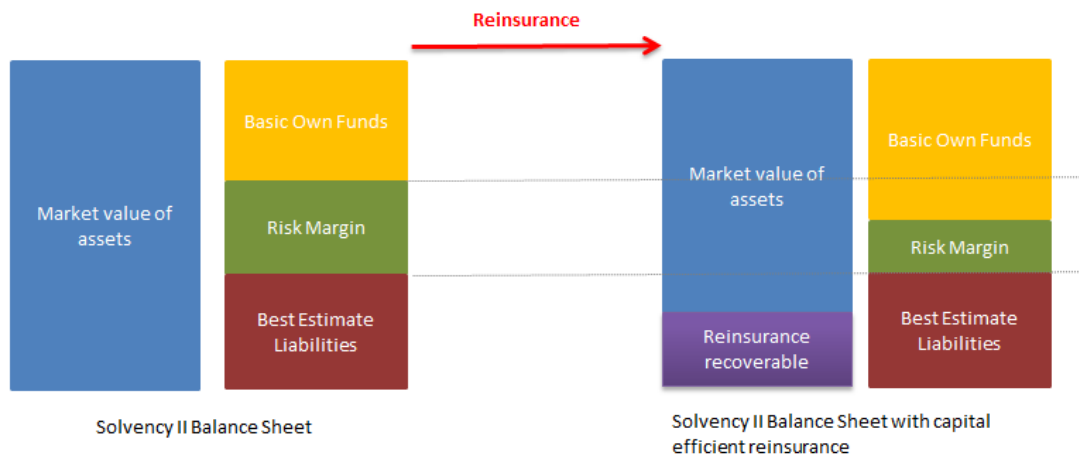 Reinsurance
Market value of
assets
Basic Own Funds
Risk Margin
Best Estimate
Liabilities
Solvency II Balance Sheet
Market value of
assets
Reinsurance
recoverable
Basic Own Funds
Risk Margin
Best Estimate
Liabilities
Solvency II Balance Sheet with capital
efficient reinsurance